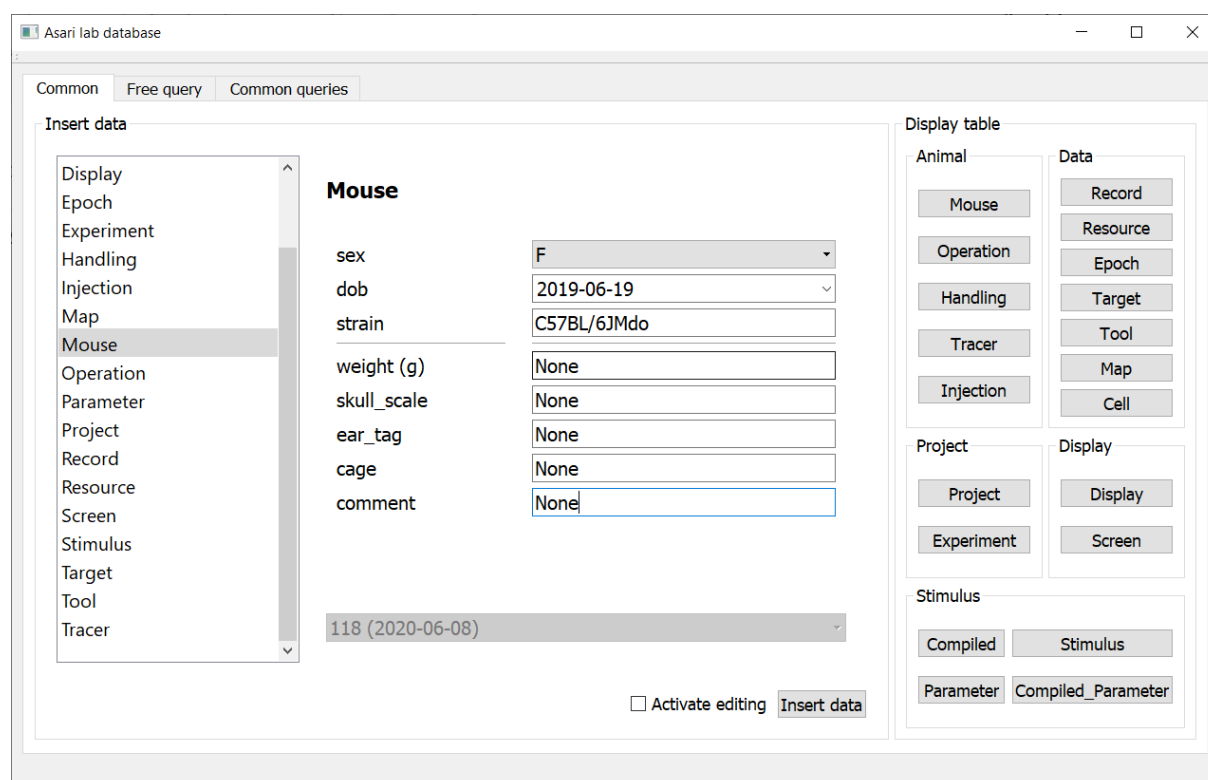 Asari lab database
Common Free query Common queries
Insert data
Display
Epoch
Experiment
Handling
Injection
Map
Mouse
Operation
Parameter
Project
Record
Resource
Screen
Stimulus
Target
Tool
Tracer
Mouse
sex F
dob 2019-06-19
strain C57BL/6JMdo
weight (g) None
skull_scale None
ear_tag None
cage None
comment None
118 (2020-06-08)
Activate editing Insert data
Display table
Animal
Mouse
Operation
Handling
Tracer
Injection
Data
Record
Resource
Epoch
Target
Tool
Map
Cell
Project
Project
Experiment
Display
Display
Screen
Stimulus
Compiled Stimulus
Parameter Compiled_Parameter